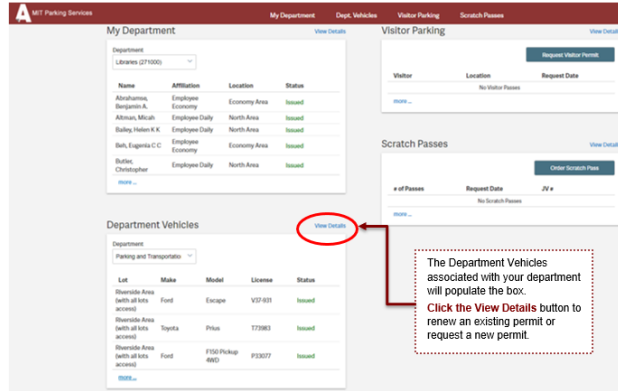 MIT Parking Services
My Department Dept. Vehicles Visitor Parking Scratch Passes
My Department View Details
Department
Libraries (271000)
Name Affiliation Location Status
Abrahamse, Benjamin A. Employee Economy Economy Area Issued
Altman, Micah Employee Daily North Area Issued
Bailey, Helen K K Employee Daily North Area Issued
Beh, Eugenia C C Employee Economy Economy Area Issued
Butler, Christopher Employee Daily North Area Issued
more ...
Department Vehicles View Details
Department
Parking and Transportatio
Lot Make Model License Status
Riverside Area (with all lots access) Ford Escape V37-931 Issued
Riverside Area (with all lots access) Toyota Prius T73983 Issued
Riverside Area (with all lots access) Ford F150 Pickup 4WD P33077 Issued
more...
Visitor Parking View Detail
Request Visitor Permit
Visitor Location Request Date
No Visitor Passes
more ...
Scratch Passes View Detail
Order Scratch Pass
# of Passes Request Date JV #
No Scratch Passes
more ...
The Department Vehicles
associated with your department
will populate the box.
Click the View Details button to
renew an existing permit or
request a new permit.